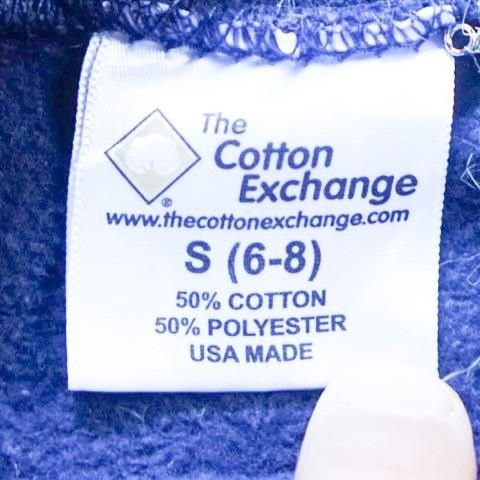 The
Cotton
Exchange
®
www.thecottonexchange.com
S (6-8)
50% COTTON
50% POLYESTER
USA MADE